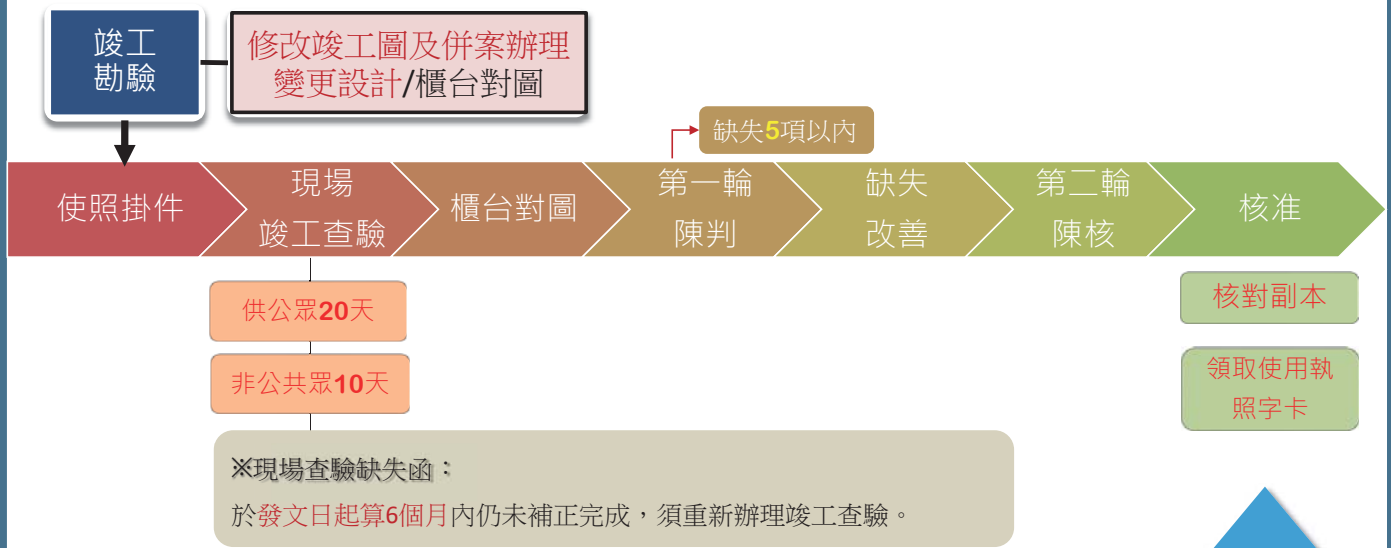 竣工
勘驗
修改竣工圖及併案辦理
變更設計/櫃台對圖
缺失5項以內
使照掛件
現場
竣工查驗
櫃台對圖
第一輪
陳判
缺失
改善
第二輪
陳核
核准
供公眾20天
非公共眾10天
※現場查驗缺失函：
於發文日起算6個月內仍未補正完成，須重新辦理竣工查驗。
核對副本
領取使用執
照字卡